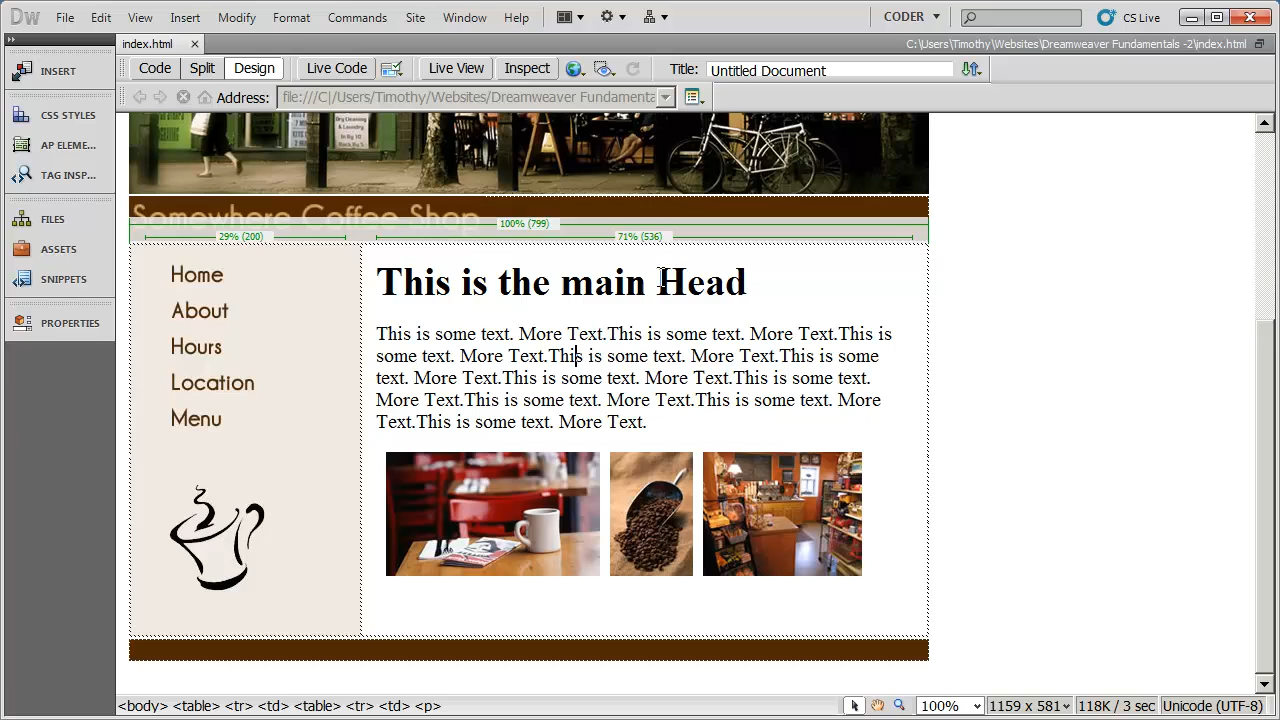 Dw File Edit View Insert Modify Format Commands Site Window Help CODER CS Live
index.html C:\Users\Timothy\Websites\Dreamweaver Fundamentals -2\index.html
INSERT
CSS STYLES
AP ELEME...
TAG INSP...
FILES
ASSETS
SNIPPETS
PROPERTIES
Code Split Design Live Code Live View Inspect Title: Untitled Document
Address: file:///C|/Users/Timothy/Websites/Dreamweaver Fundamenta
Dry Cleaning
& Laundry
Somewhere Coffee Shop
100% (799)
29% (200) 71% (536)
Home
About
Hours
Location
Menu
This is the main Head
This is some text. More Text.This is some text. More Text.This is
some text. More Text.This is some text. More Text.This is some
text. More Text.This is some text. More Text.This is some text.
More Text.This is some text. More Text.This is some text. More
Text.This is some text. More Text.
<body> <table> <tr> <td> <table> <tr> <td> <p> 100% 1159 x 581 118K / 3 sec Unicode (UTF-8)